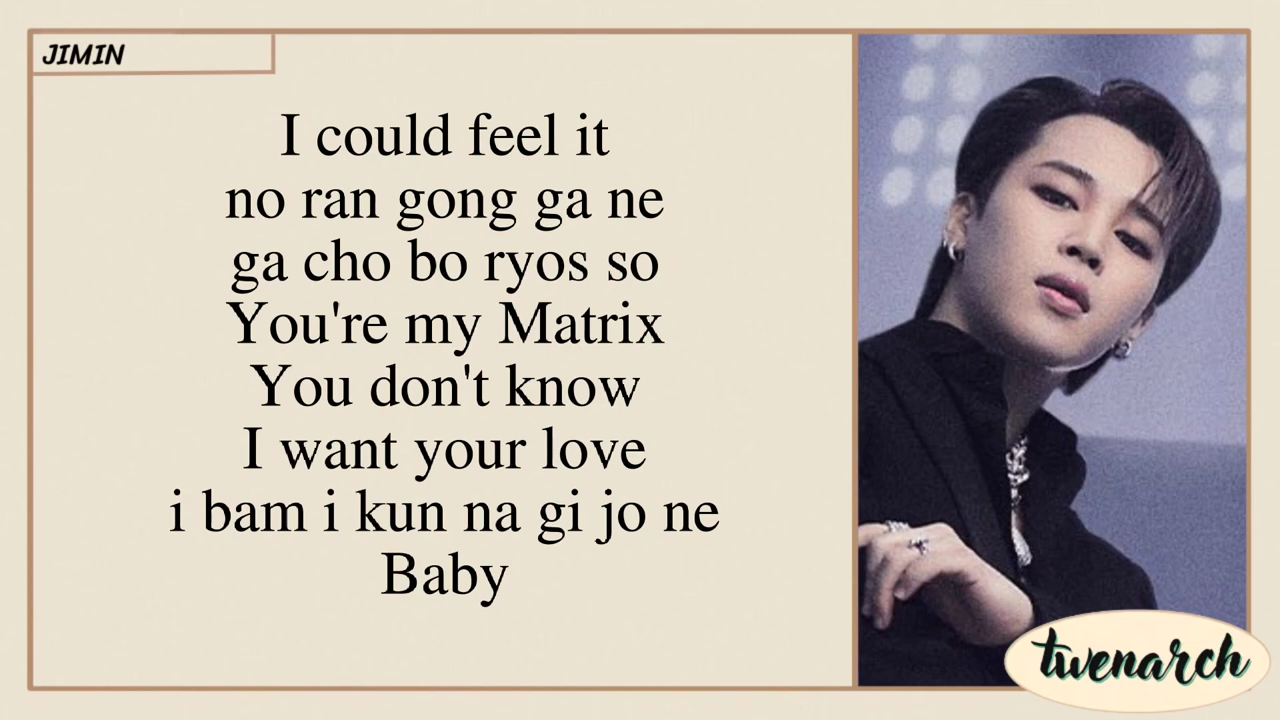 JIMIN
I could feel it
no ran gong ga ne
ga cho bo ryos so
You're my Matrix
You don't know
I want your love
i bam i kun na gi jo ne
Baby
twenarch